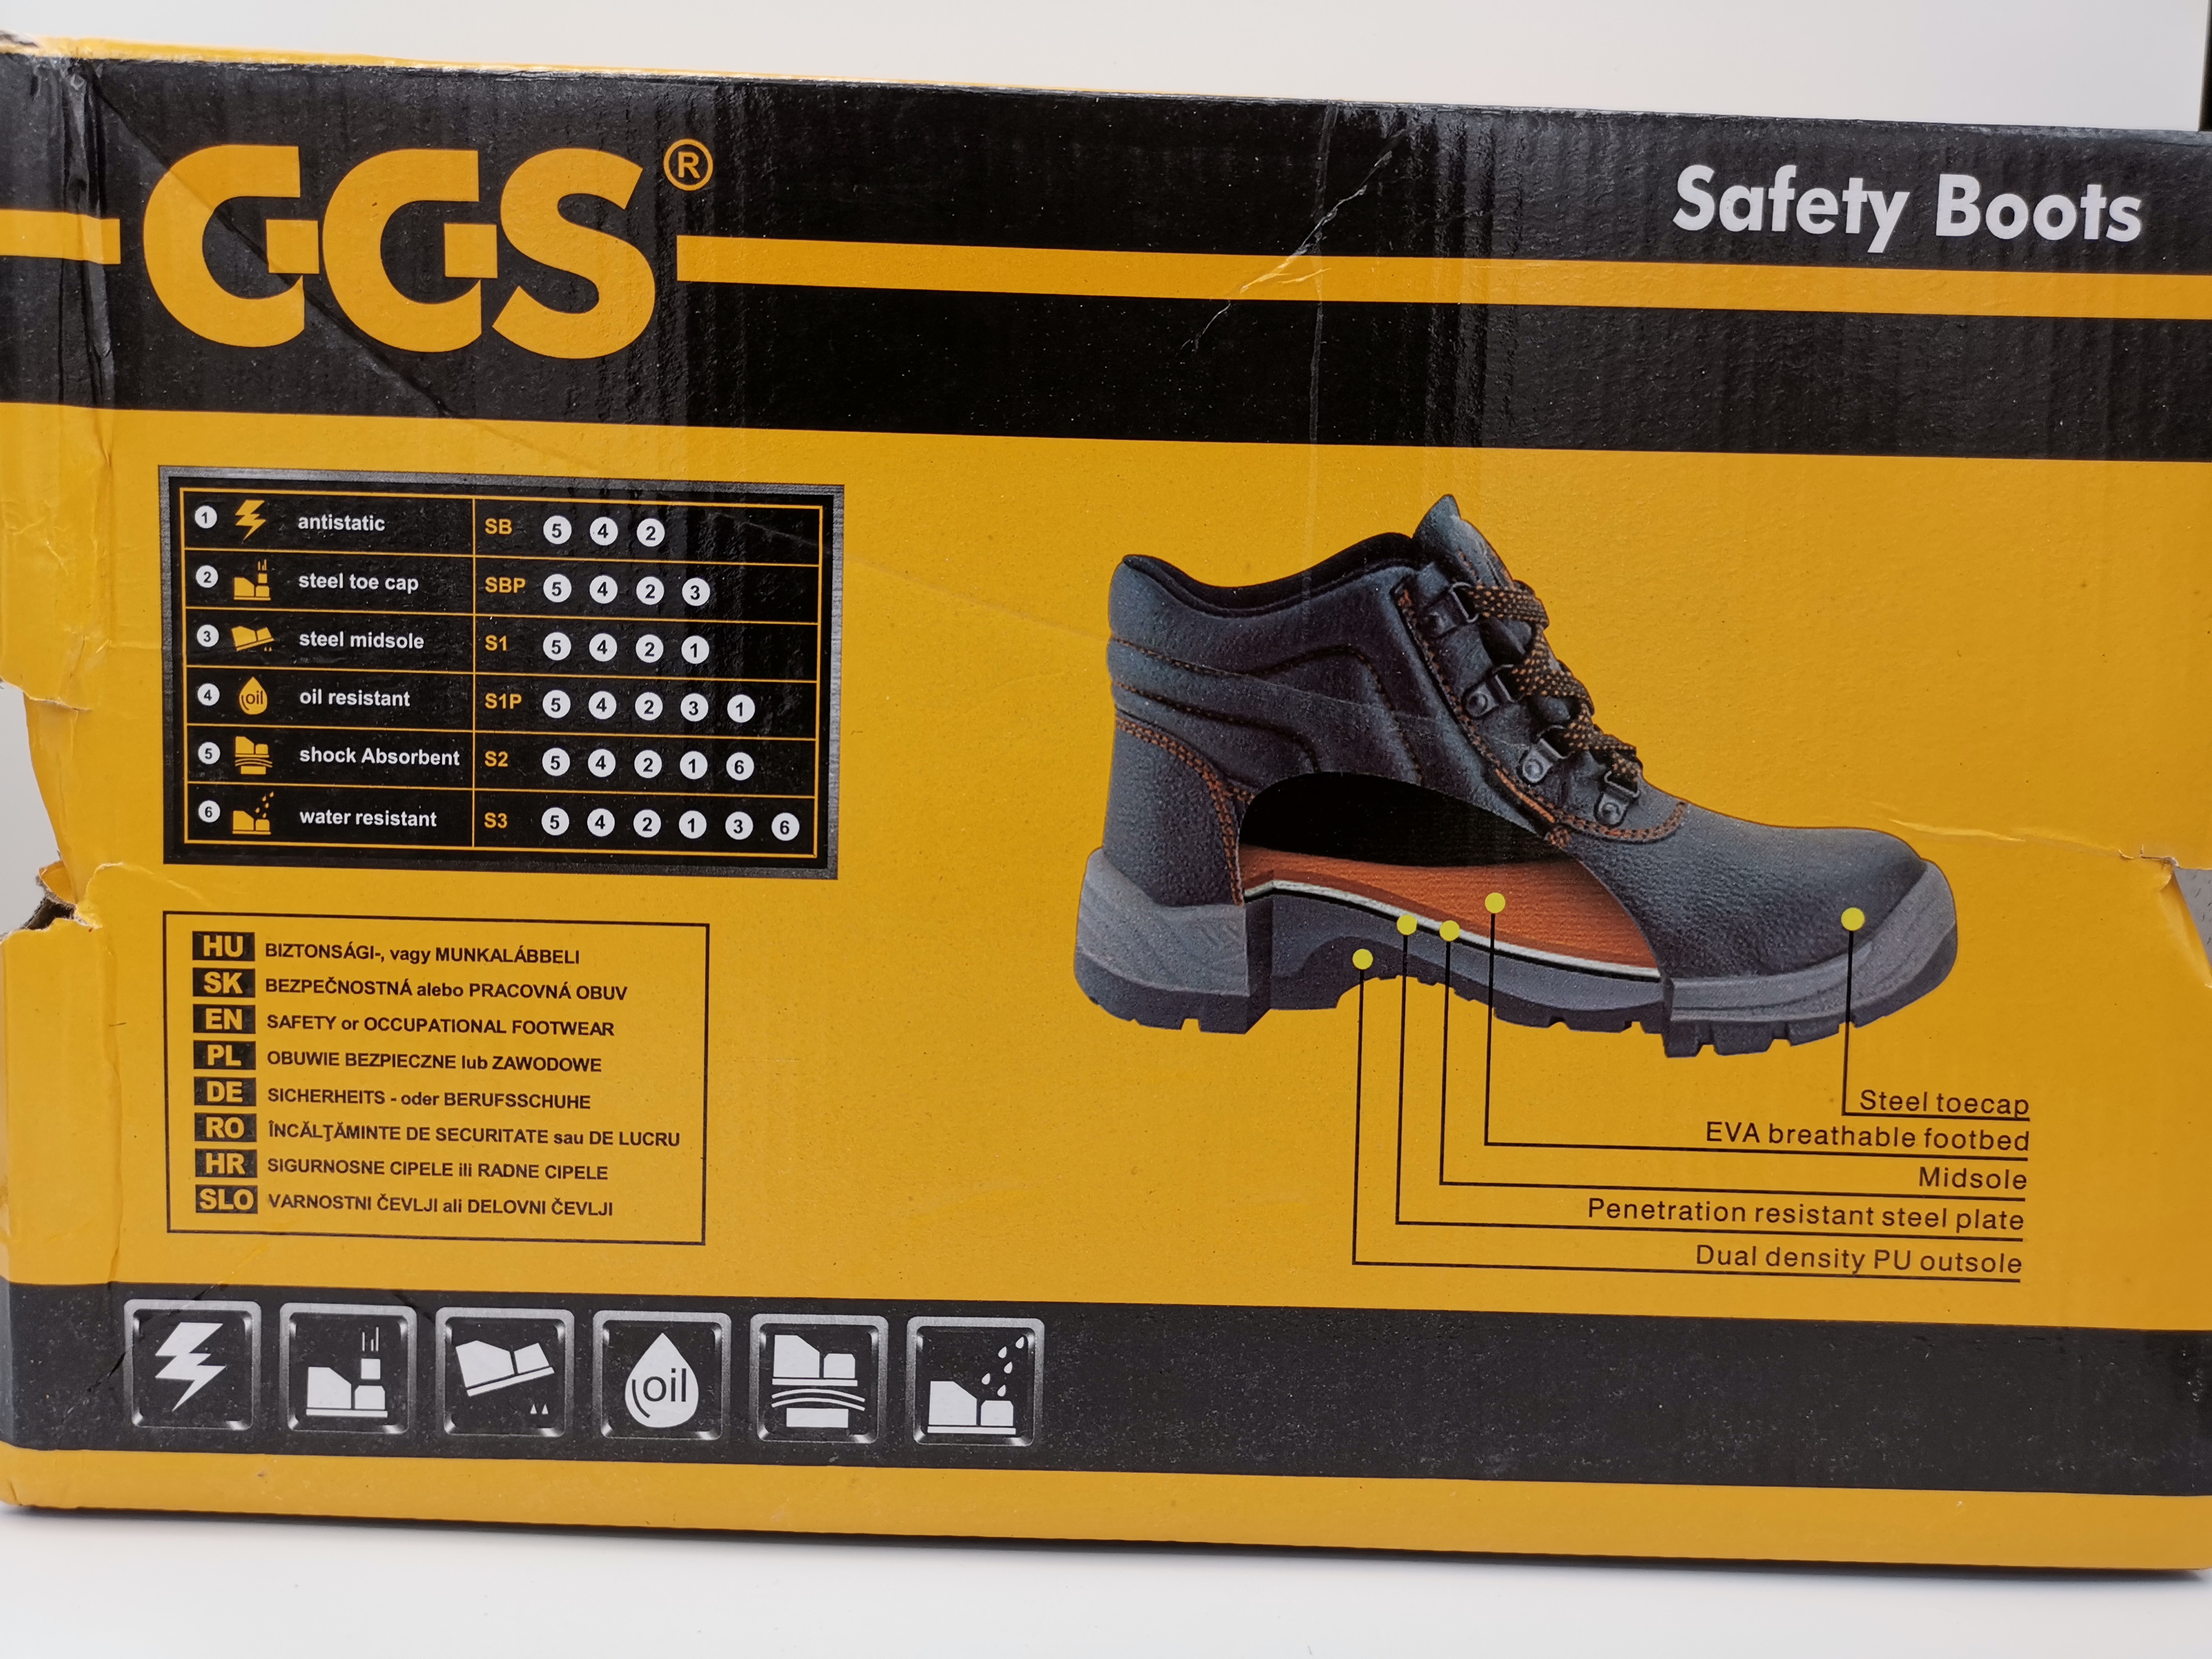 GGS®
Safety Boots
1 antistatic SB 5 4 2
2 steel toe cap SBP 5 4 2 3
3 steel midsole S1 5 4 2 1
4 oil oil resistant S1P 5 4 2 3 1
5 shock Absorbent S2 5 4 2 1 6
6 water resistant S3 5 4 2 1 3 6
HU BIZTONSÁGI-, vagy MUNKALÁBBELI
SK BEZPEČNOSTNÁ alebo PRACOVNÁ OBUV
EN SAFETY or OCCUPATIONAL FOOTWEAR
PL OBUWIE BEZPIECZNE lub ZAWODOWE
DE SICHERHEITS - oder BERUFSSCHUHE
RO ÎNCĂLŢĂMINTE DE SECURITATE sau DE LUCRU
HR SIGURNOSNE CIPELE ili RADNE CIPELE
SLO VARNOSTNI ČEVLJI ali DELOVNI ČEVLJI
Steel toecap
EVA breathable footbed
Midsole
Penetration resistant steel plate
Dual density PU outsole
oil